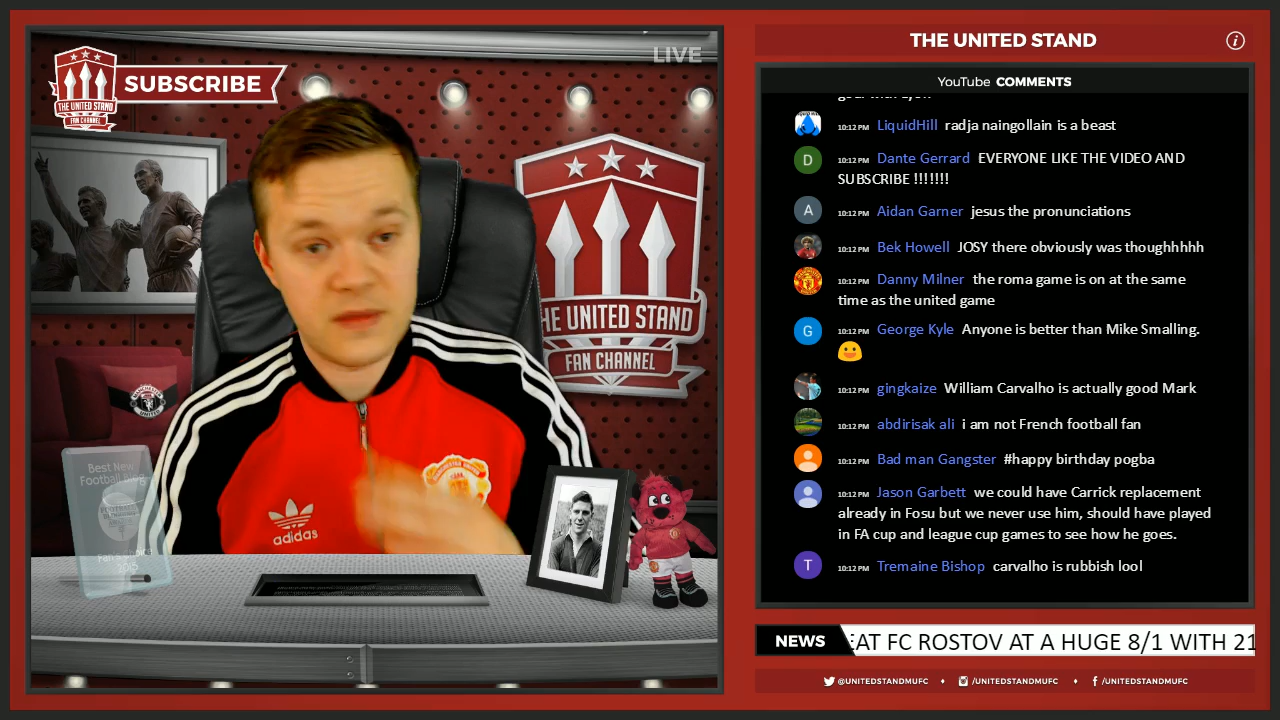 LIVE
SUBSCRIBE
THE UNITED STAND
FAN CHANNEL
THE UNITED STAND
FAN CHANNEL
MANCHESTER
UNITED
Best New
Football Blog
2015
adidas
THE UNITED STAND
YouTube COMMENTS
10:12 PM LiquidHill radja naingollain is a beast
D 10:12 PM Dante Gerrard EVERYONE LIKE THE VIDEO AND
SUBSCRIBE !!!!!!!
A 10:12 PM Aidan Garner jesus the pronunciations
10:12 PM Bek Howell JOSY there obviously was thoughhhhh
10:12 PM Danny Milner the roma game is on at the same
time as the united game
G 10:12 PM George Kyle Anyone is better than Mike Smalling.
10:12 PM gingkaize William Carvalho is actually good Mark
10:12 PM abdirisak ali i am not French football fan
10:12 PM Bad man Gangster #happy birthday pogba
10:12 PM Jason Garbett we could have Carrick replacement
already in Fosu but we never use him, should have played
in FA cup and league cup games to see how he goes.
T 10:12 PM Tremaine Bishop carvalho is rubbish lool
NEWS EAT FC ROSTOV AT A HUGE 8/1 WITH 21
@UNITEDSTANDMUFC • /UNITEDSTANDMUFC • /UNITEDSTANDMUFC